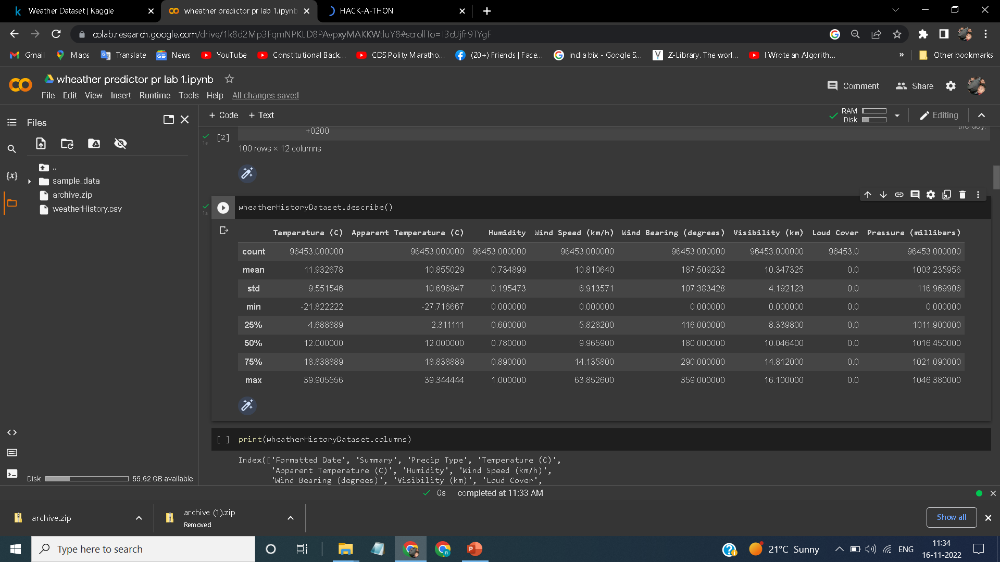 Weather Dataset | Kaggle
wheather predictor pr lab 1.ipynb
HACK-A-THON
colab.research.google.com/drive/1k8d2Mp3FqmNPKLD8PAvpxyMAKKWtluY8#scrollTo=I3cUjfr9TYgF
Gmail Maps Translate News YouTube Constitutional Back... CDS Polity Maratho... (20+) Friends | Face... india bix - Google S... Z-Library. The worl... I Wrote an Algorith... » Other bookmarks
wheather predictor pr lab 1.ipynb
Comment Share
File Edit View Insert Runtime Tools Help All changes saved
+ Code + Text
RAM
Disk
Editing
Files
..
sample_data
archive.zip
weatherHistory.csv
{x}
Disk 55.62 GB available
[2]
1s
+0200
the day.
100 rows × 12 columns
1s
wheatherHistoryDataset.describe()
Temperature (C) Apparent Temperature (C) Humidity Wind Speed (km/h) Wind Bearing (degrees) Visibility (km) Loud Cover Pressure (millibars)
count 96453.000000 96453.000000 96453.000000 96453.000000 96453.000000 96453.000000 96453.0 96453.000000
mean 11.932678 10.855029 0.734899 10.810640 187.509232 10.347325 0.0 1003.235956
std 9.551546 10.696847 0.195473 6.913571 107.383428 4.192123 0.0 116.969906
min -21.822222 -27.716667 0.000000 0.000000 0.000000 0.000000 0.0 0.000000
25% 4.688889 2.311111 0.600000 5.828200 116.000000 8.339800 0.0 1011.900000
50% 12.000000 12.000000 0.780000 9.965900 180.000000 10.046400 0.0 1016.450000
75% 18.838889 18.838889 0.890000 14.135800 290.000000 14.812000 0.0 1021.090000
max 39.905556 39.344444 1.000000 63.852600 359.000000 16.100000 0.0 1046.380000
[ ] print(wheatherHistoryDataset.columns)
Index(['Formatted Date', 'Summary', 'Precip Type', 'Temperature (C)',
'Apparent Temperature (C)', 'Humidity', 'Wind Speed (km/h)',
'Wind Bearing (degrees)', 'Visibility (km)', 'Loud Cover',
0s completed at 11:33 AM
archive.zip
archive (1).zip
Removed
Show all
Type here to search
21°C Sunny
ENG
11:34
16-11-2022